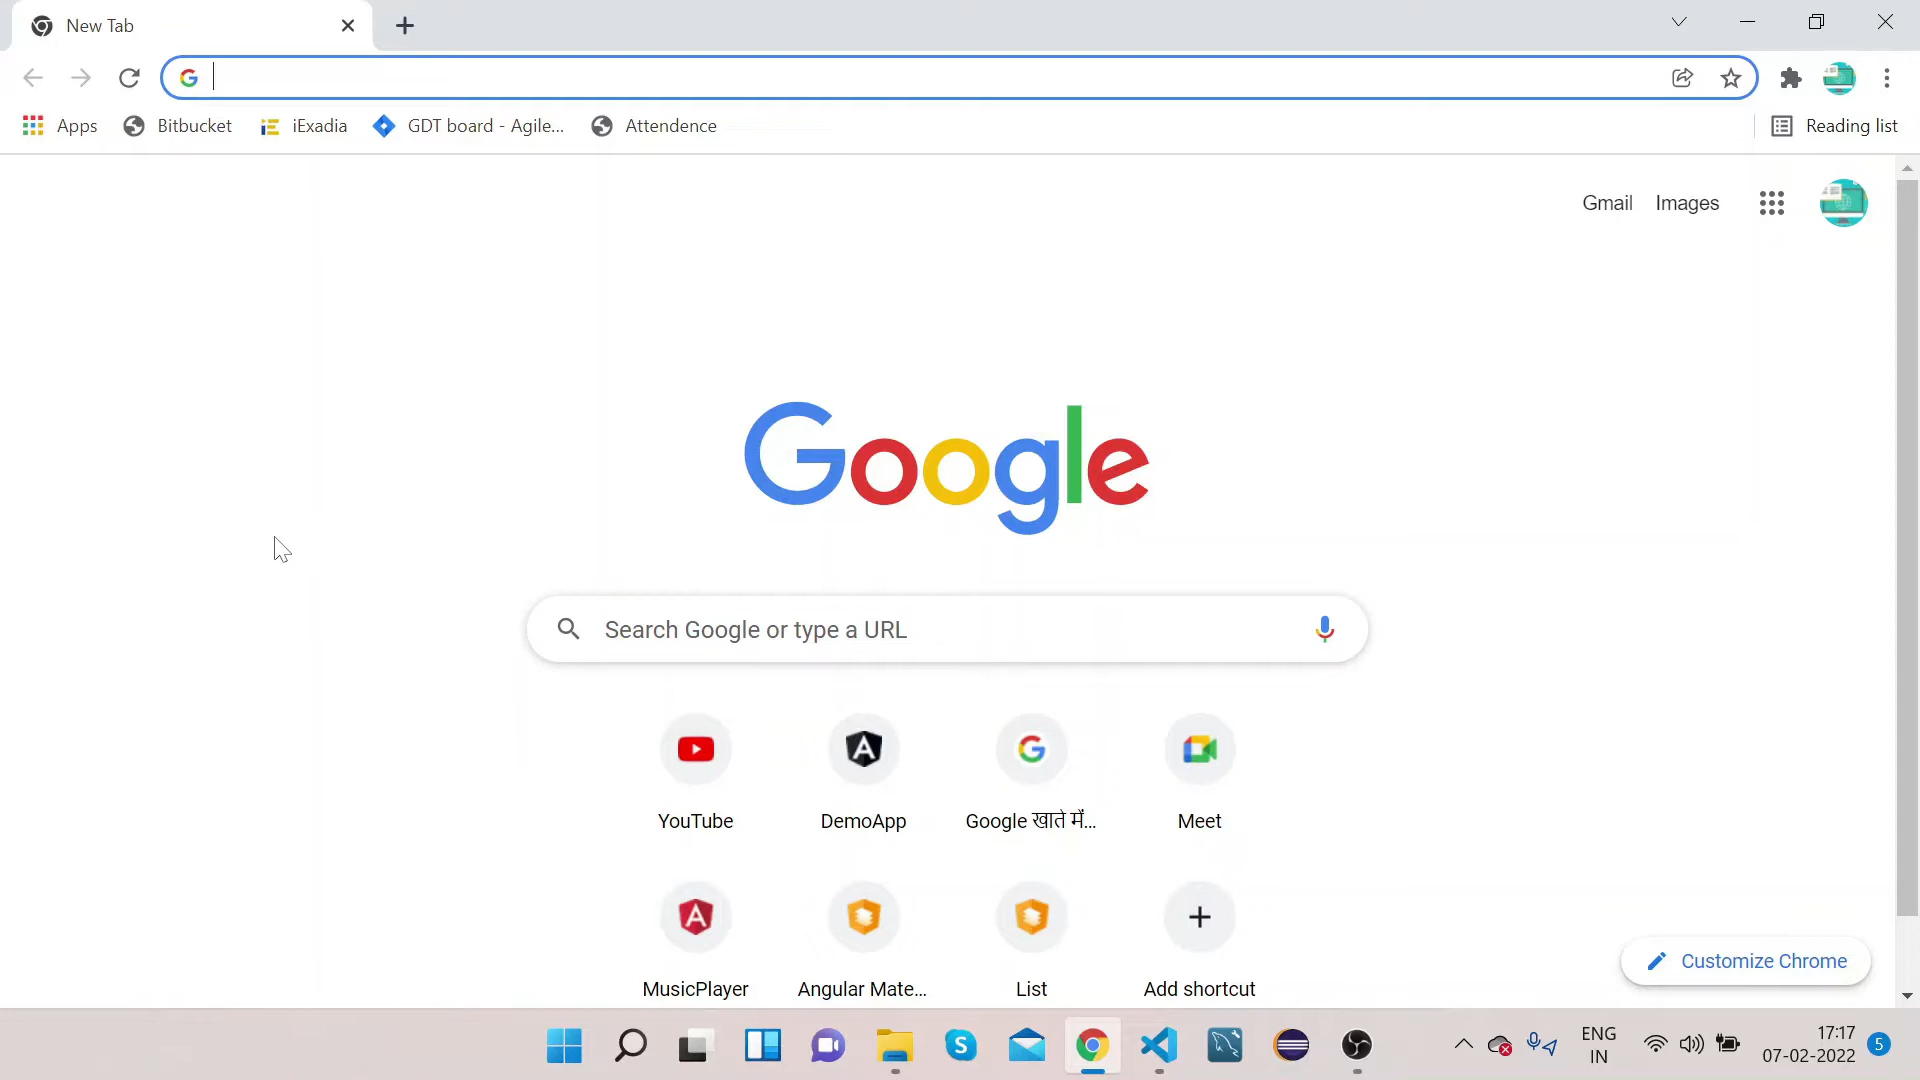 New Tab
Apps
Bitbucket
iExadia
GDT board - Agile...
Attendence
Reading list
Gmail
Images
Google
Search Google or type a URL
YouTube
DemoApp
Google खाते में...
Meet
MusicPlayer
Angular Mate...
List
Add shortcut
Customize Chrome
ENG
IN
17:17
07-02-2022
5